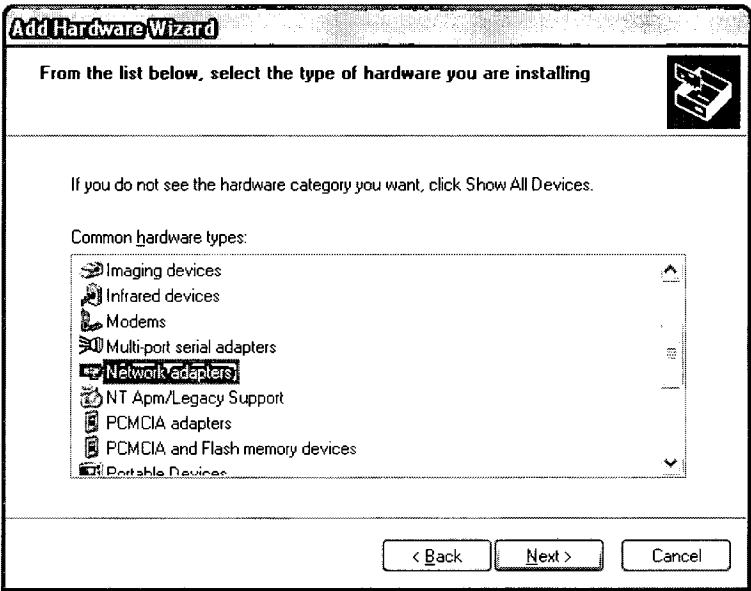 Add Hardware Wizard
From the list below, select the type of hardware you are installing
If you do not see the hardware category you want, click Show All Devices.
Common hardware types:
Imaging devices
Infrared devices
Modems
Multi-port serial adapters
Network adapters
NT Apm/Legacy Support
PCMCIA adapters
PCMCIA and Flash memory devices
Portable Devices
< Back
Next >
Cancel